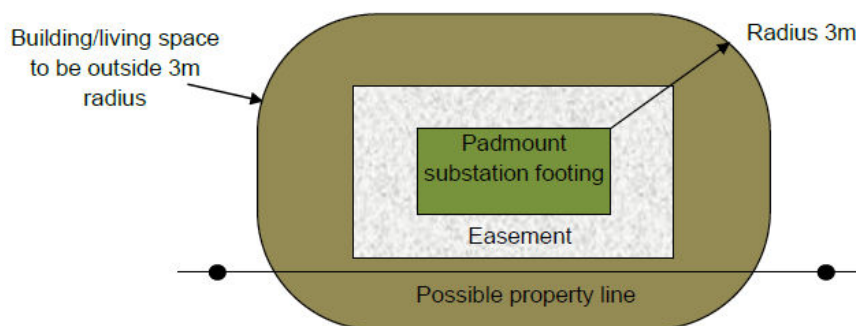 Building/living space
to be outside 3m
radius
Radius 3m
Padmount
substation footing
Easement
Possible property line